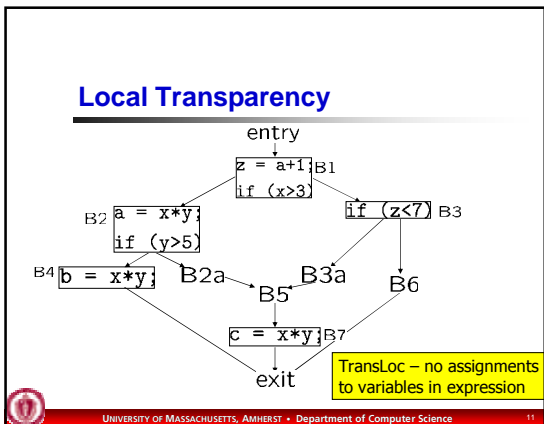 Local Transparency
entry
z = a+1; B1
if (x>3)
B2 a = x*y;
if (y>5)
if (z<7) B3
B4 b = x*y;
B2a
B3a
B6
B5
c = x*y; B7
exit
TransLoc – no assignments
to variables in expression
UNIVERSITY OF MASSACHUSETTS, AMHERST • Department of Computer Science 11